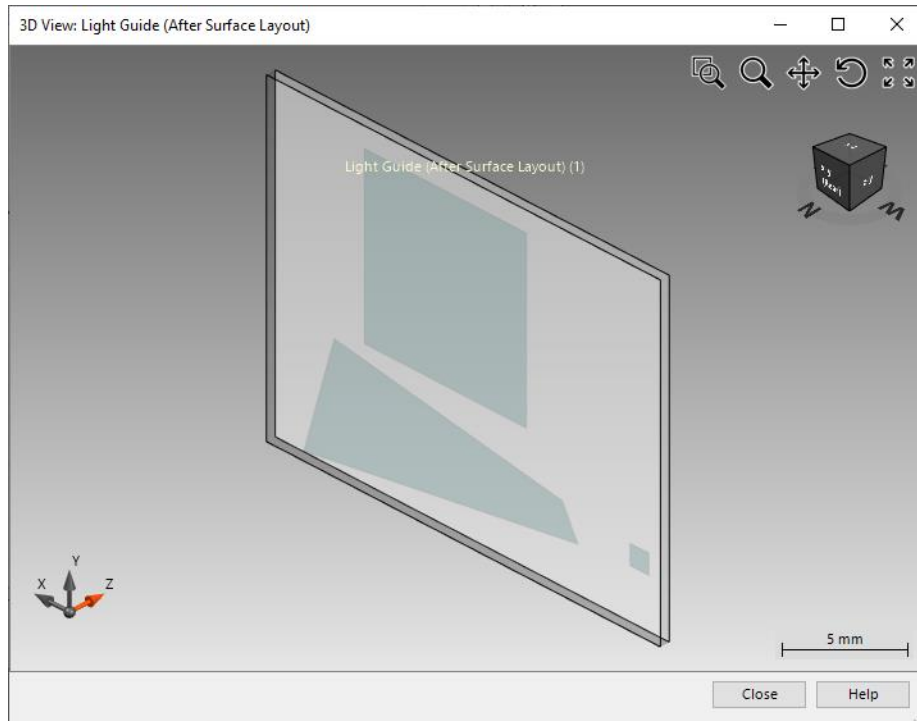 3D View: Light Guide (After Surface Layout)
Light Guide (After Surface Layout) (1)
X
Y
Z
5 mm
Close
Help